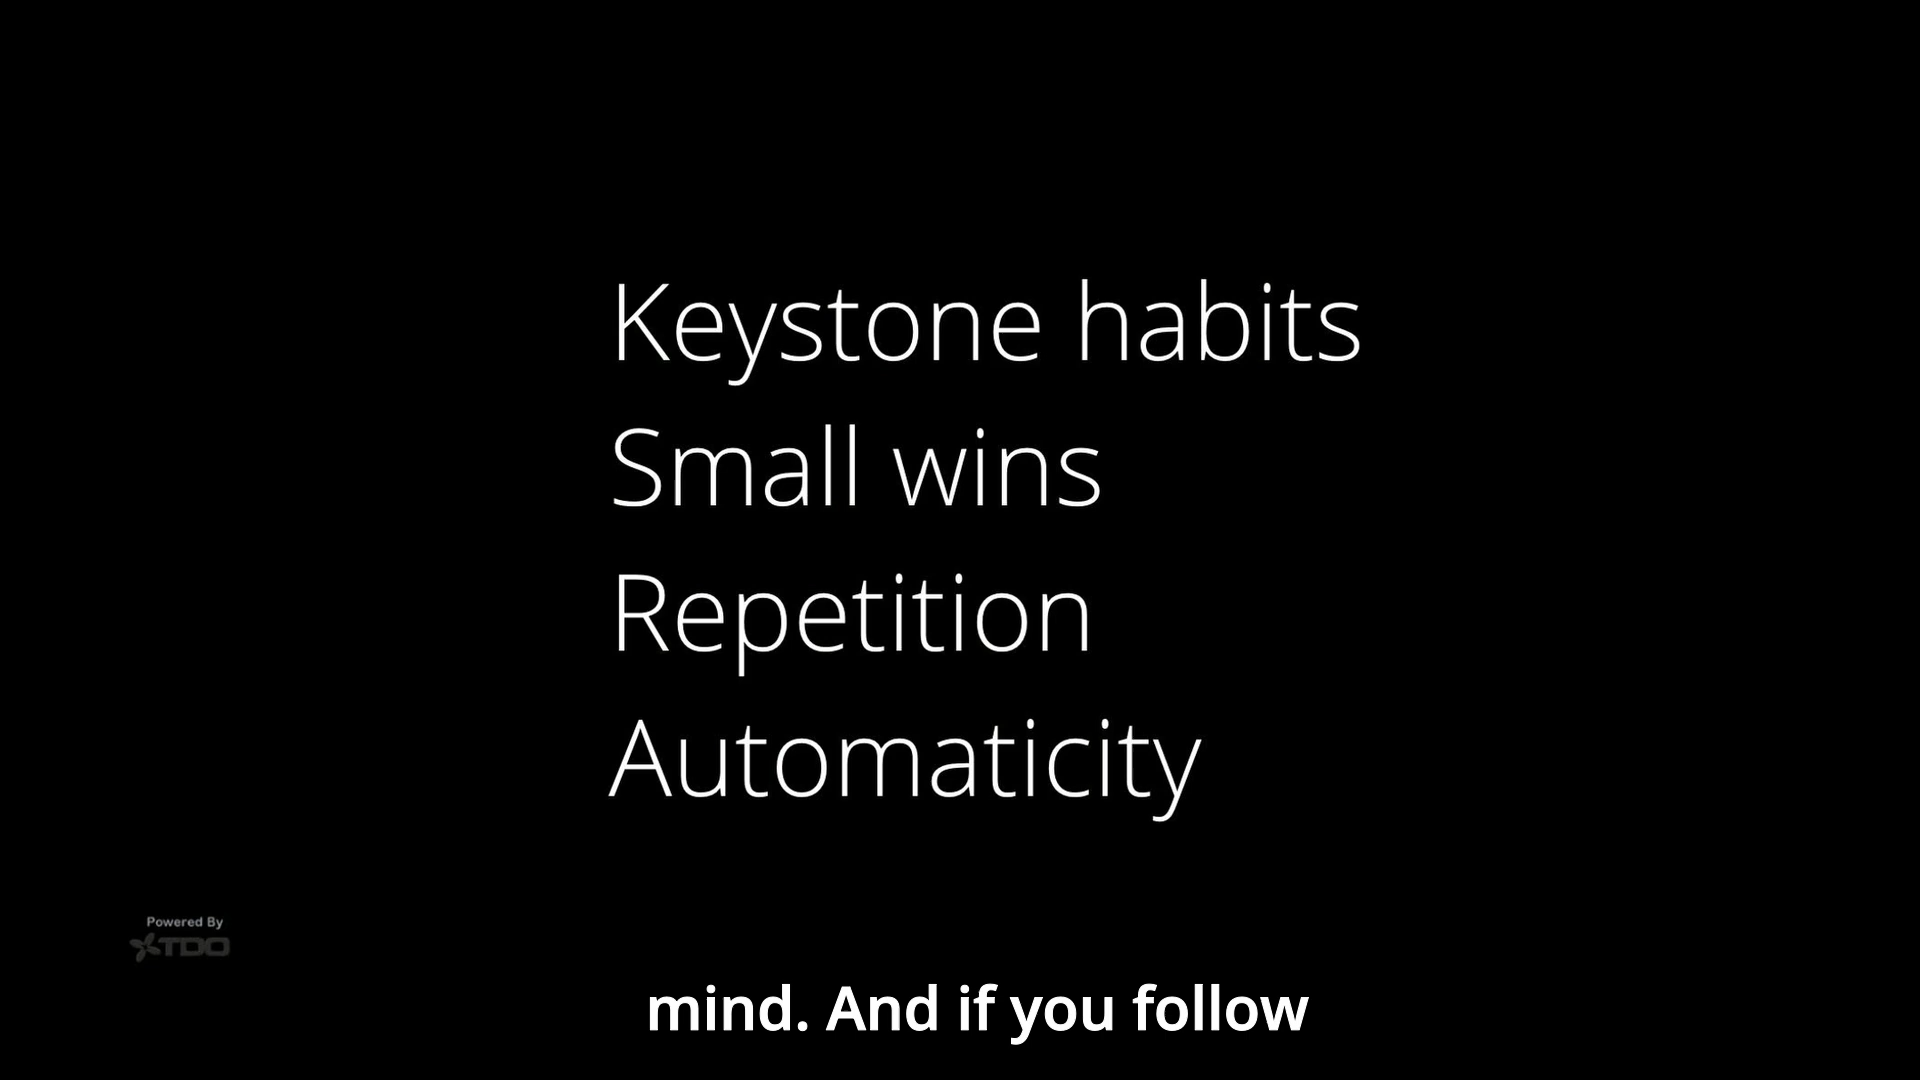 Keystone habits
Small wins
Repetition
Automaticity
Powered By
TDO
mind. And if you follow